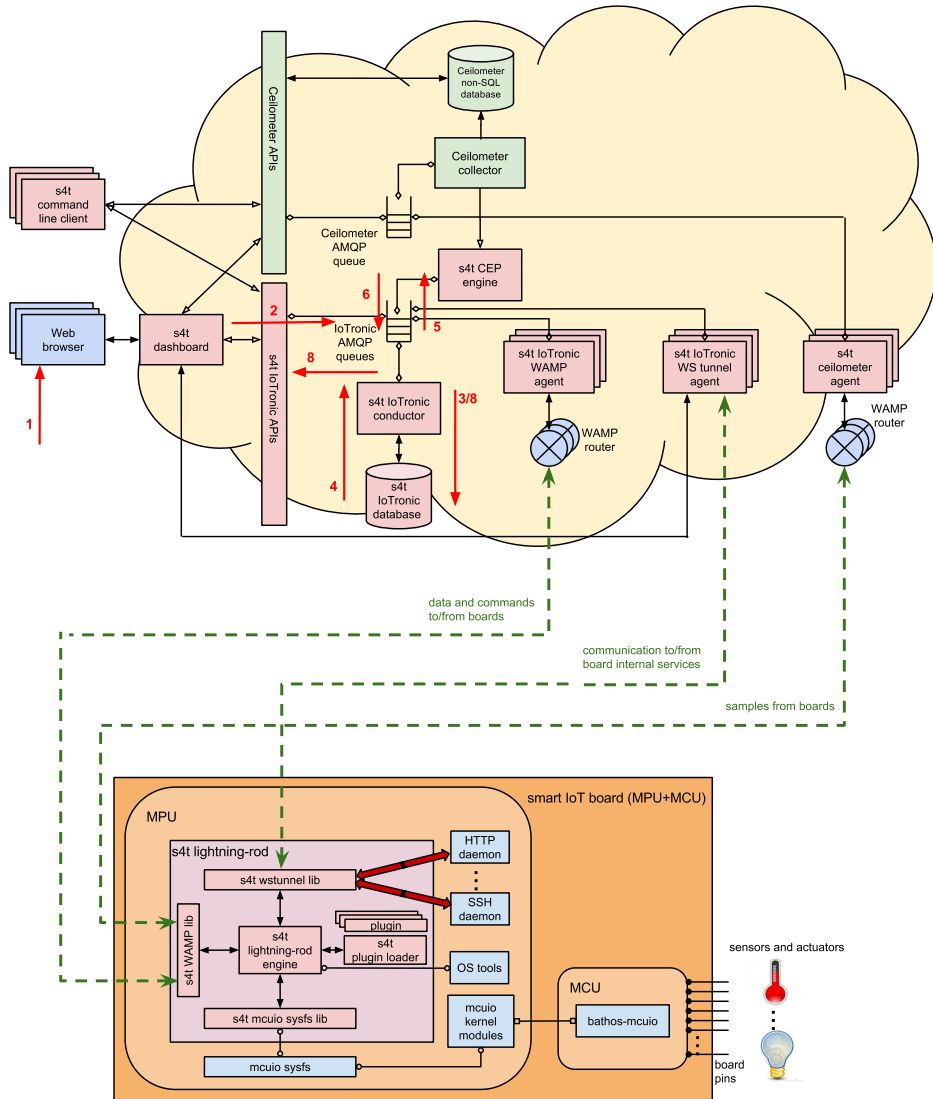 Ceilometer
non-SQL
database
Ceilometer APIs
Ceilometer
collector
s4t
command
line client
Ceilometer
AMQP
queue
s4t CEP
engine
6
5
2
Web
browser
s4t
dashboard
IoTronic
AMQP
queues
s4t IoTronic APIs
s4t IoTronic
WAMP
agent
s4t IoTronic
WS tunnel
agent
s4t
ceilometer
agent
8
1
s4t IoTronic
conductor
3/8
WAMP
router
WAMP
router
4
s4t
IoTronic
database
data and commands
to/from boards
communication to/from
board internal services
samples from boards
smart IoT board (MPU+MCU)
MPU
s4t lightning-rod
HTTP
daemon
s4t wstunnel lib
SSH
daemon
plugin
s4t WAMP lib
s4t
lightning-rod
engine
s4t
plugin loader
OS tools
sensors and actuators
MCU
s4t mcuio sysfs lib
mcuio
kernel
modules
bathos-mcuio
mcuio sysfs
board
pins